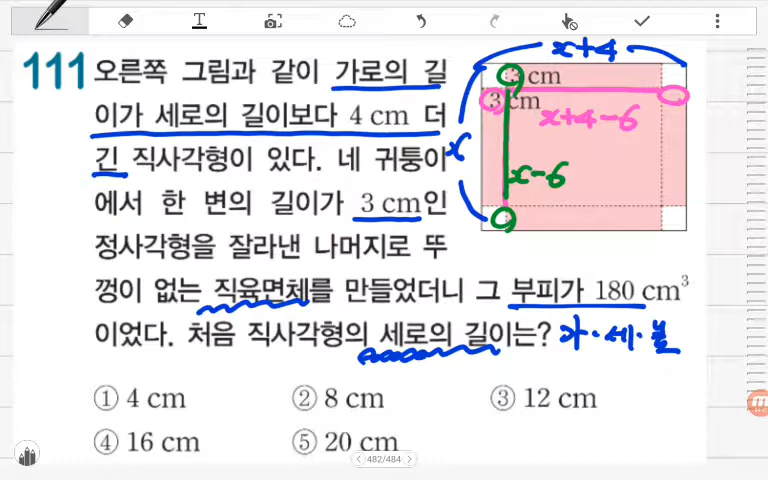 T
111 오른쪽 그림과 같이 가로의 길
이가 세로의 길이보다 4 cm 더
긴 직사각형이 있다. 네 귀퉁이
에서 한 변의 길이가 3 cm인
정사각형을 잘라낸 나머지로 뚜
껑이 없는 직육면체를 만들었더니 그 부피가 180 cm³
이었다. 처음 직사각형의 세로의 길이는?
x+4
3 cm
3 cm
x+4-6
x
x-6
① 4 cm
② 8 cm
③ 12 cm
④ 16 cm
⑤ 20 cm
482/484